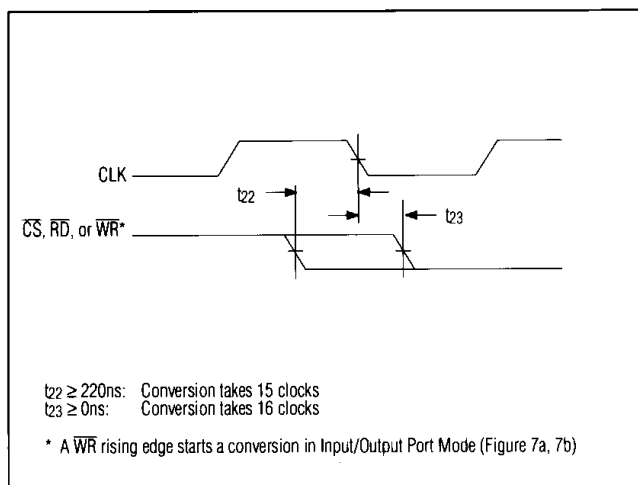 CLK
t22
t23
CS, RD, or WR*
t22 ≥ 220ns: Conversion takes 15 clocks
t23 ≥ 0ns: Conversion takes 16 clocks
* A WR rising edge starts a conversion in Input/Output Port Mode (Figure 7a, 7b)